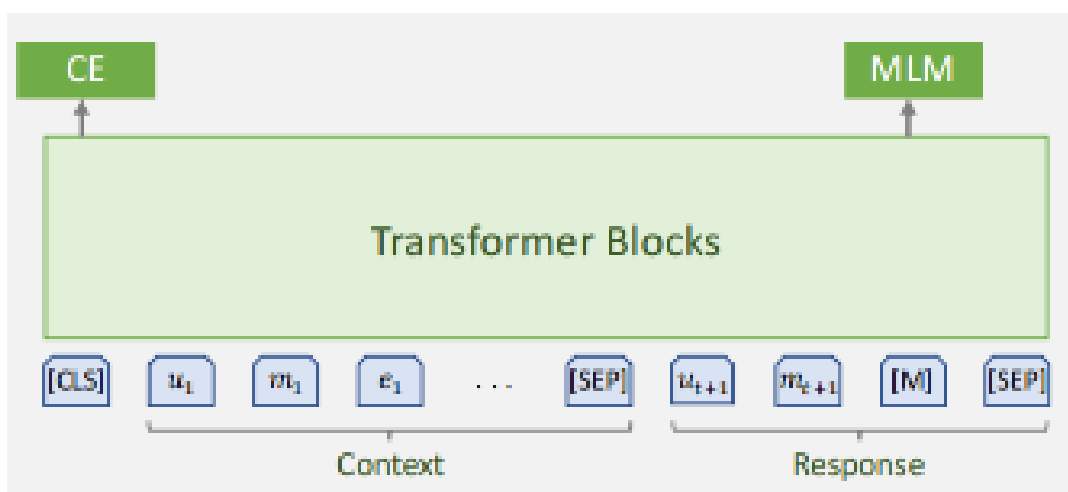 CE MLM
Transformer Blocks
[CLS] u₁ m₁ e₁ ... [SEP] uₜ₊₁ mₜ₊₁ [M] [SEP]
Context Response